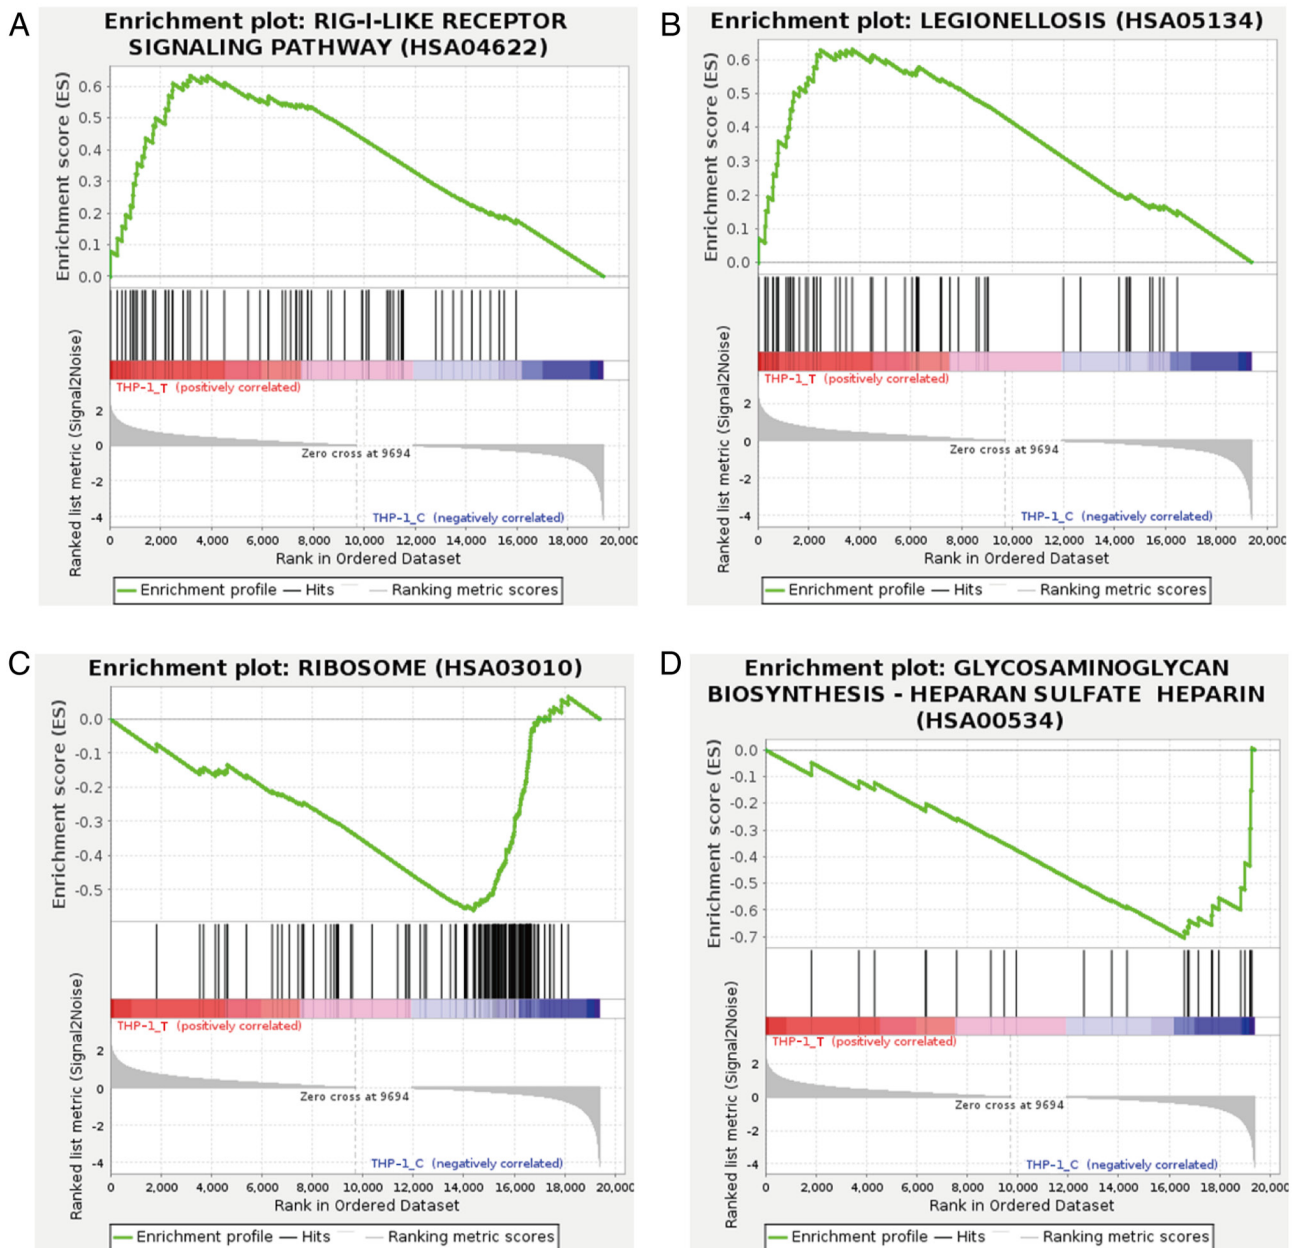 A
Enrichment plot: RIG-I-LIKE RECEPTOR
SIGNALING PATHWAY (HSA04622)
Enrichment score (ES)
0.6
0.5
0.4
0.3
0.2
0.1
0.0
THP-1_T (positively correlated)
Ranked list metric (Signal2Noise)
2
0
-2
-4
Zero cross at 9694
THP-1_C (negatively correlated)
0 2,000 4,000 6,000 8,000 10,000 12,000 14,000 16,000 18,000 20,000
Rank in Ordered Dataset
Enrichment profile Hits Ranking metric scores
B
Enrichment plot: LEGIONELLOSIS (HSA05134)
Enrichment score (ES)
0.6
0.5
0.4
0.3
0.2
0.1
0.0
THP-1_T (positively correlated)
Ranked list metric (Signal2Noise)
2
0
-2
-4
Zero cross at 9694
THP-1_C (negatively correlated)
0 2,000 4,000 6,000 8,000 10,000 12,000 14,000 16,000 18,000 20,000
Rank in Ordered Dataset
Enrichment profile Hits Ranking metric scores
C
Enrichment plot: RIBOSOME (HSA03010)
Enrichment score (ES)
0.0
-0.1
-0.2
-0.3
-0.4
-0.5
THP-1_T (positively correlated)
Ranked list metric (Signal2Noise)
2
0
-2
-4
Zero cross at 9694
THP-1_C (negatively correlated)
0 2,000 4,000 6,000 8,000 10,000 12,000 14,000 16,000 18,000 20,000
Rank in Ordered Dataset
Enrichment profile Hits Ranking metric scores
D
Enrichment plot: GLYCOSAMINOGLYCAN
BIOSYNTHESIS - HEPARAN SULFATE HEPARIN
(HSA00534)
Enrichment score (ES)
0.0
-0.1
-0.2
-0.3
-0.4
-0.5
-0.6
-0.7
THP-1_T (positively correlated)
Ranked list metric (Signal2Noise)
2
0
-2
-4
Zero cross at 9694
THP-1_C (negatively correlated)
0 2,000 4,000 6,000 8,000 10,000 12,000 14,000 16,000 18,000 20,000
Rank in Ordered Dataset
Enrichment profile Hits Ranking metric scores